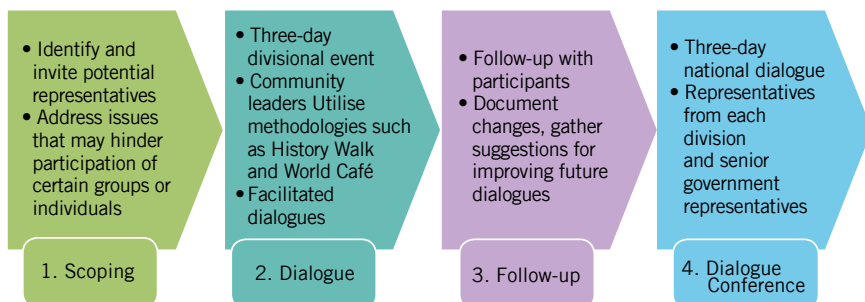 • Identify and
invite potential
representatives
• Address issues
that may hinder
participation of
certain groups or
individuals
1. Scoping
• Three-day
divisional event
• Community
leaders Utilise
methodologies such
as History Walk
and World Café
• Facilitated
dialogues
2. Dialogue
• Follow-up with
participants
• Document
changes, gather
suggestions for
improving future
dialogues
3. Follow-up
• Three-day
national dialogue
• Representatives
from each
division
and senior
government
representatives
4. Dialogue
Conference